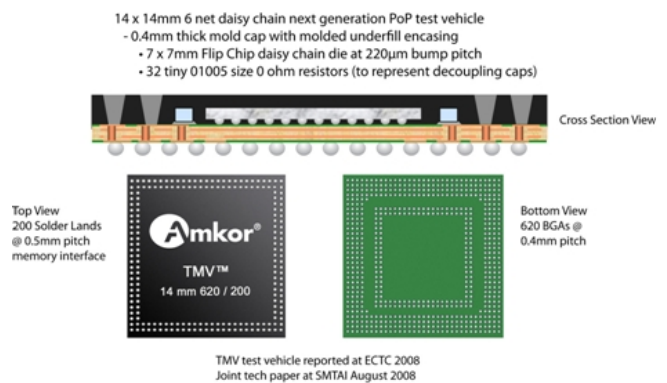 14 x 14mm 6 net daisy chain next generation PoP test vehicle
- 0.4mm thick mold cap with molded underfill encasing
• 7 x 7mm Flip Chip daisy chain die at 220µm bump pitch
• 32 tiny 01005 size 0 ohm resistors (to represent decoupling caps)
Cross Section View
Top View
200 Solder Lands
@ 0.5mm pitch
memory interface
Amkor®
TMV™
14 mm 620 / 200
Bottom View
620 BGAs @
0.4mm pitch
TMV test vehicle reported at ECTC 2008
Joint tech paper at SMTAI August 2008